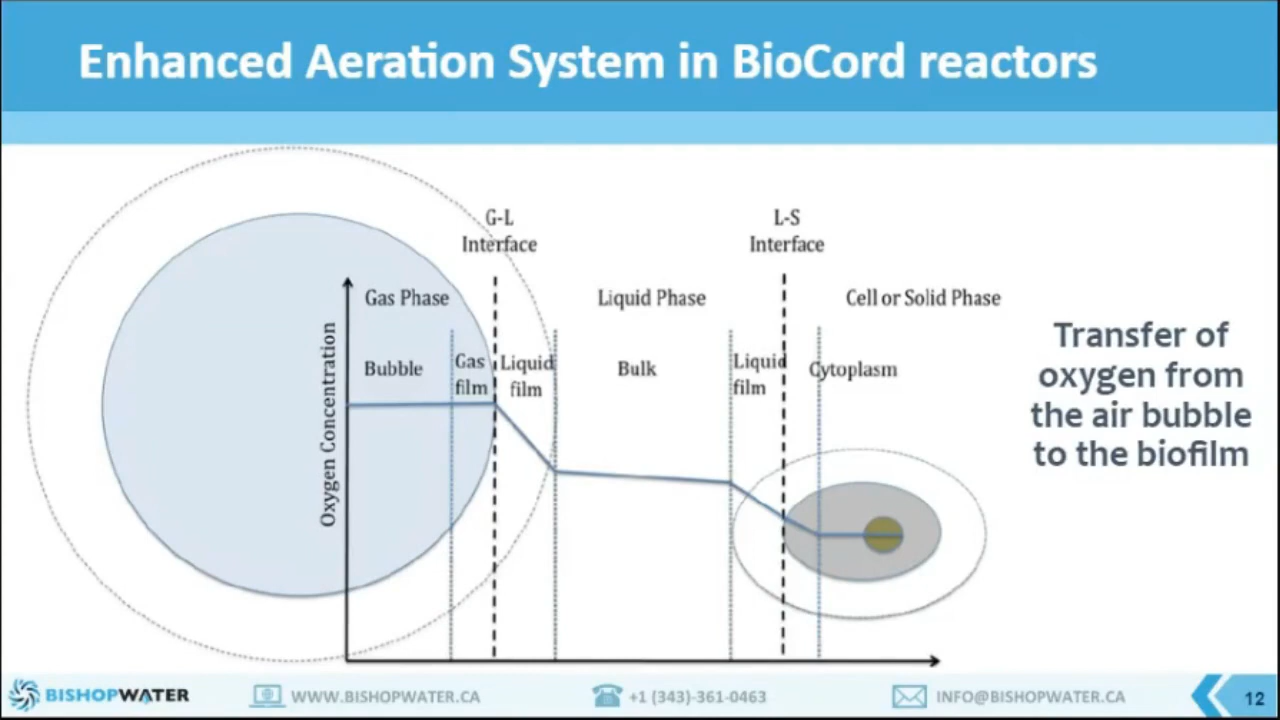 Enhanced Aeration System in BioCord reactors
G-L
Interface
L-S
Interface
Gas Phase
Liquid Phase
Cell or Solid Phase
Bubble
Gas
film
Liquid
film
Bulk
Liquid
film
Cytoplasm
Oxygen Concentration
Transfer of
oxygen from
the air bubble
to the biofilm
BISHOPWATER
WWW.BISHOPWATER.CA
+1 (343)-361-0463
INFO@BISHOPWATER.CA
12